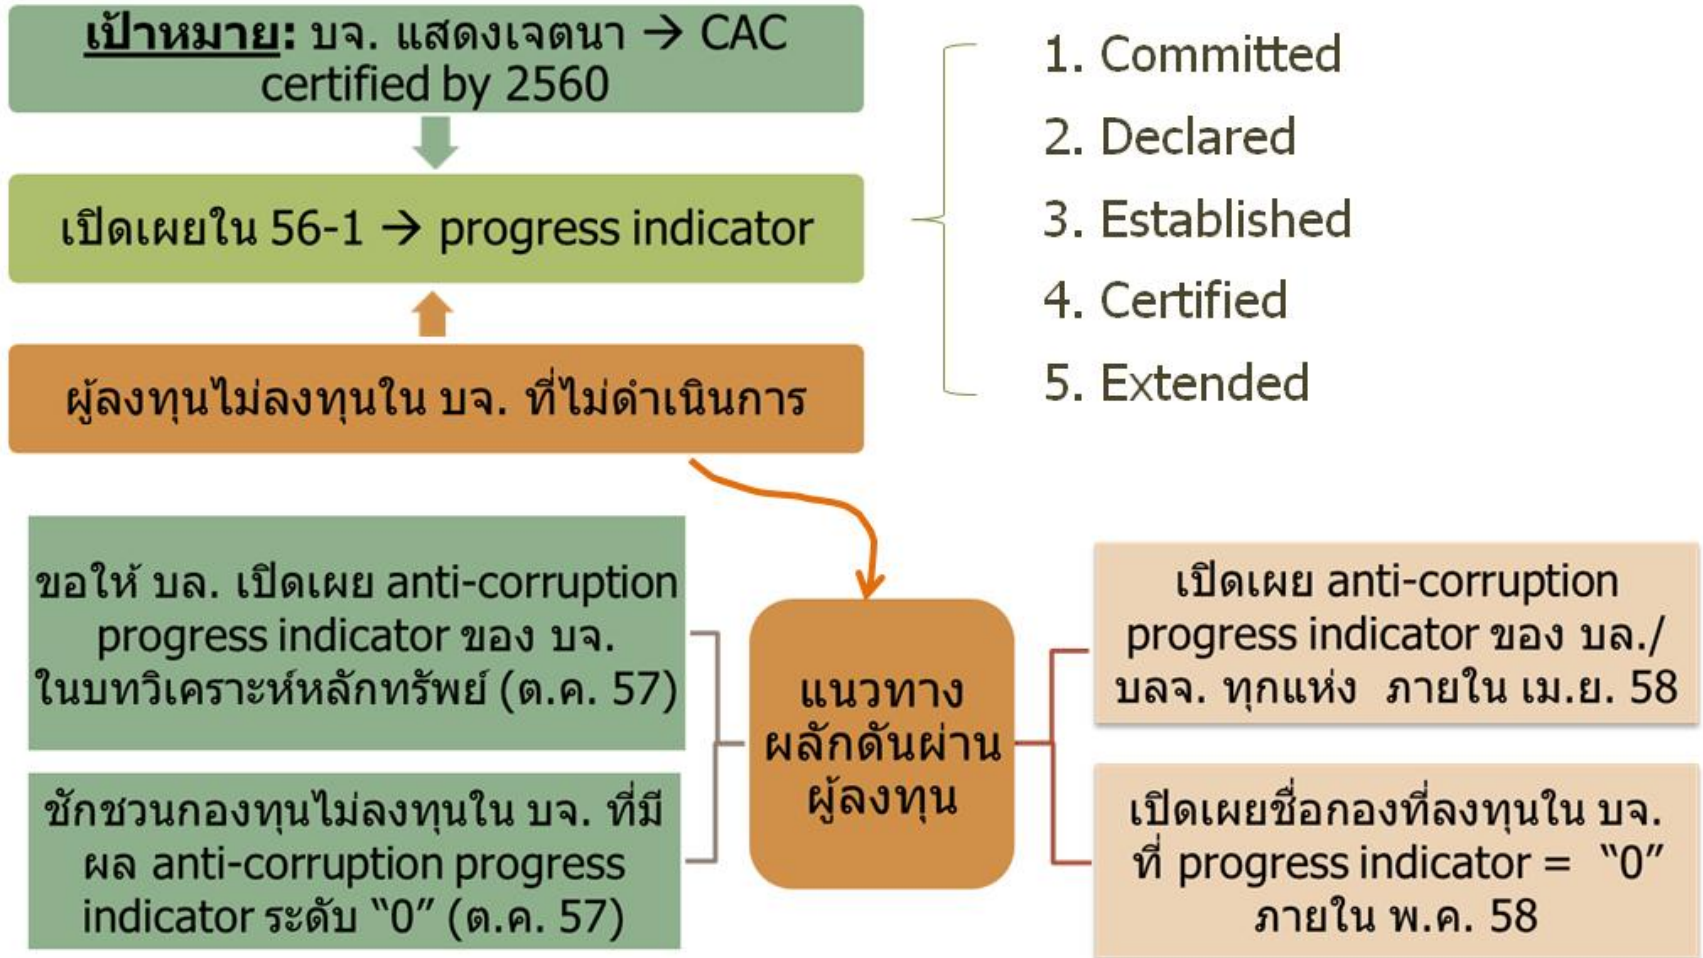 เป้าหมาย: บจ. แสดงเจตนา → CAC
certified by 2560
เปิดเผยใน 56-1 → progress indicator
ผู้ลงทุนไม่ลงทุนใน บจ. ที่ไม่ดำเนินการ
1. Committed
2. Declared
3. Established
4. Certified
5. Extended
ขอให้ บล. เปิดเผย anti-corruption
progress indicator ของ บจ.
ในบทวิเคราะห์หลักทรัพย์ (ต.ค. 57)
ชักชวนกองทุนไม่ลงทุนใน บจ. ที่มี
ผล anti-corruption progress
indicator ระดับ “0” (ต.ค. 57)
แนวทาง
ผลักดันผ่าน
ผู้ลงทุน
เปิดเผย anti-corruption
progress indicator ของ บล./
บลจ. ทุกแห่ง ภายใน เม.ย. 58
เปิดเผยชื่อกองที่ลงทุนใน บจ.
ที่ progress indicator = “0”
ภายใน พ.ค. 58